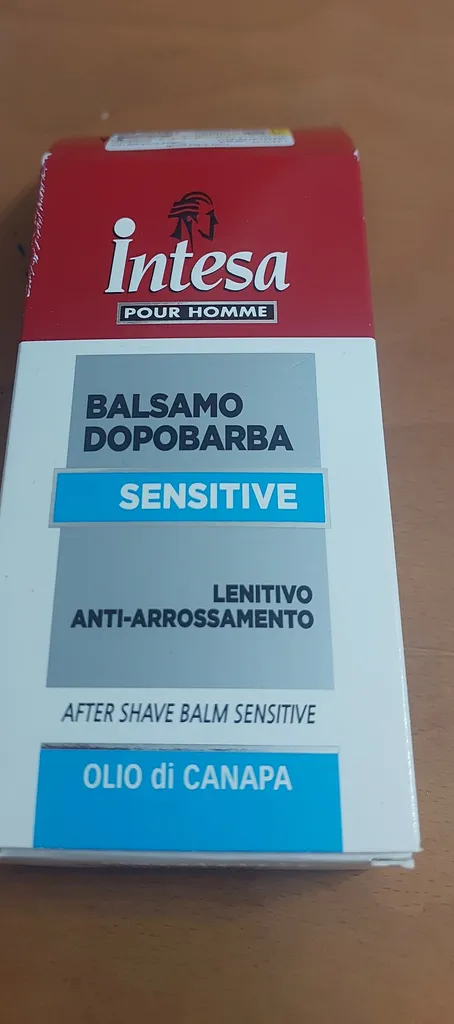 Intesa
POUR HOMME
BALSAMO
DOPOBARBA
SENSITIVE
LENITIVO
ANTI-ARROSSAMENTO
AFTER SHAVE BALM SENSITIVE
OLIO di CANAPA